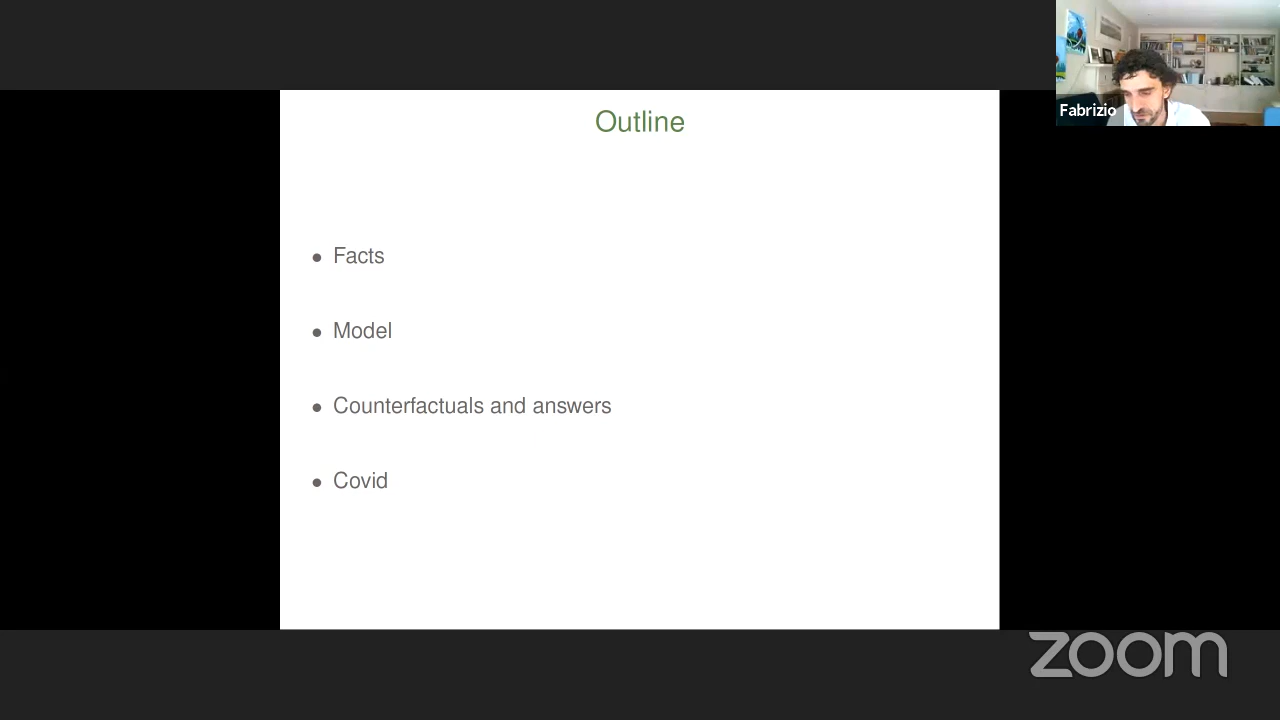 Fabrizio
Outline
• Facts
• Model
• Counterfactuals and answers
• Covid
zoom